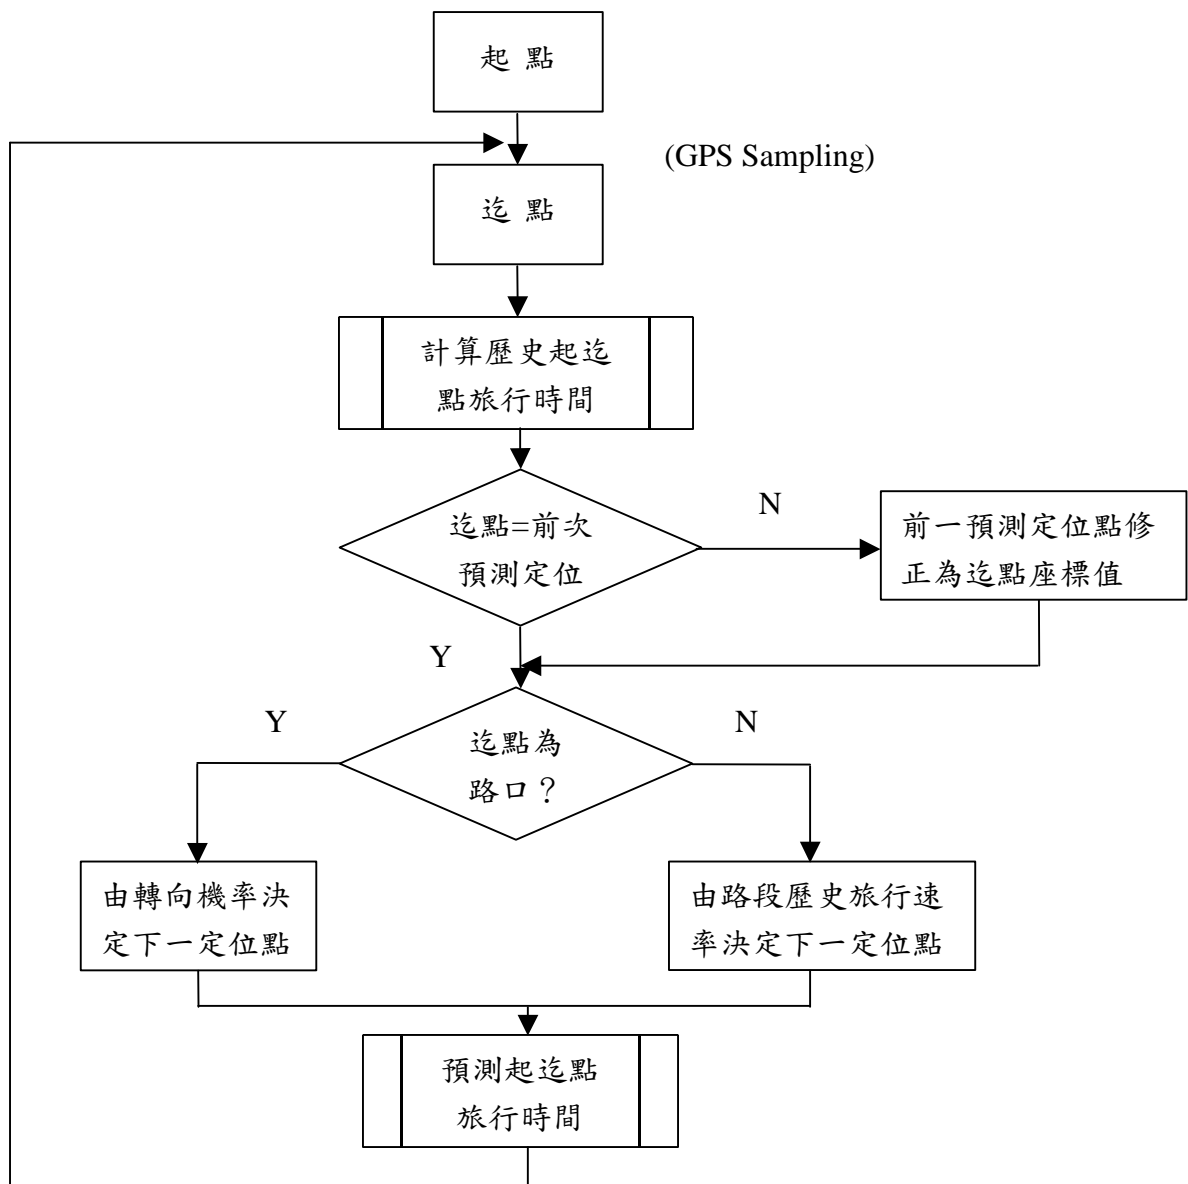 起 點
(GPS Sampling)
迄 點
計算歷史起迄
點旅行時間
迄點=前次
預測定位
N
前一預測定位點修
正為迄點座標值
Y
Y
迄點為
路口？
N
由轉向機率決
定下一定位點
由路段歷史旅行速
率決定下一定位點
預測起迄點
旅行時間